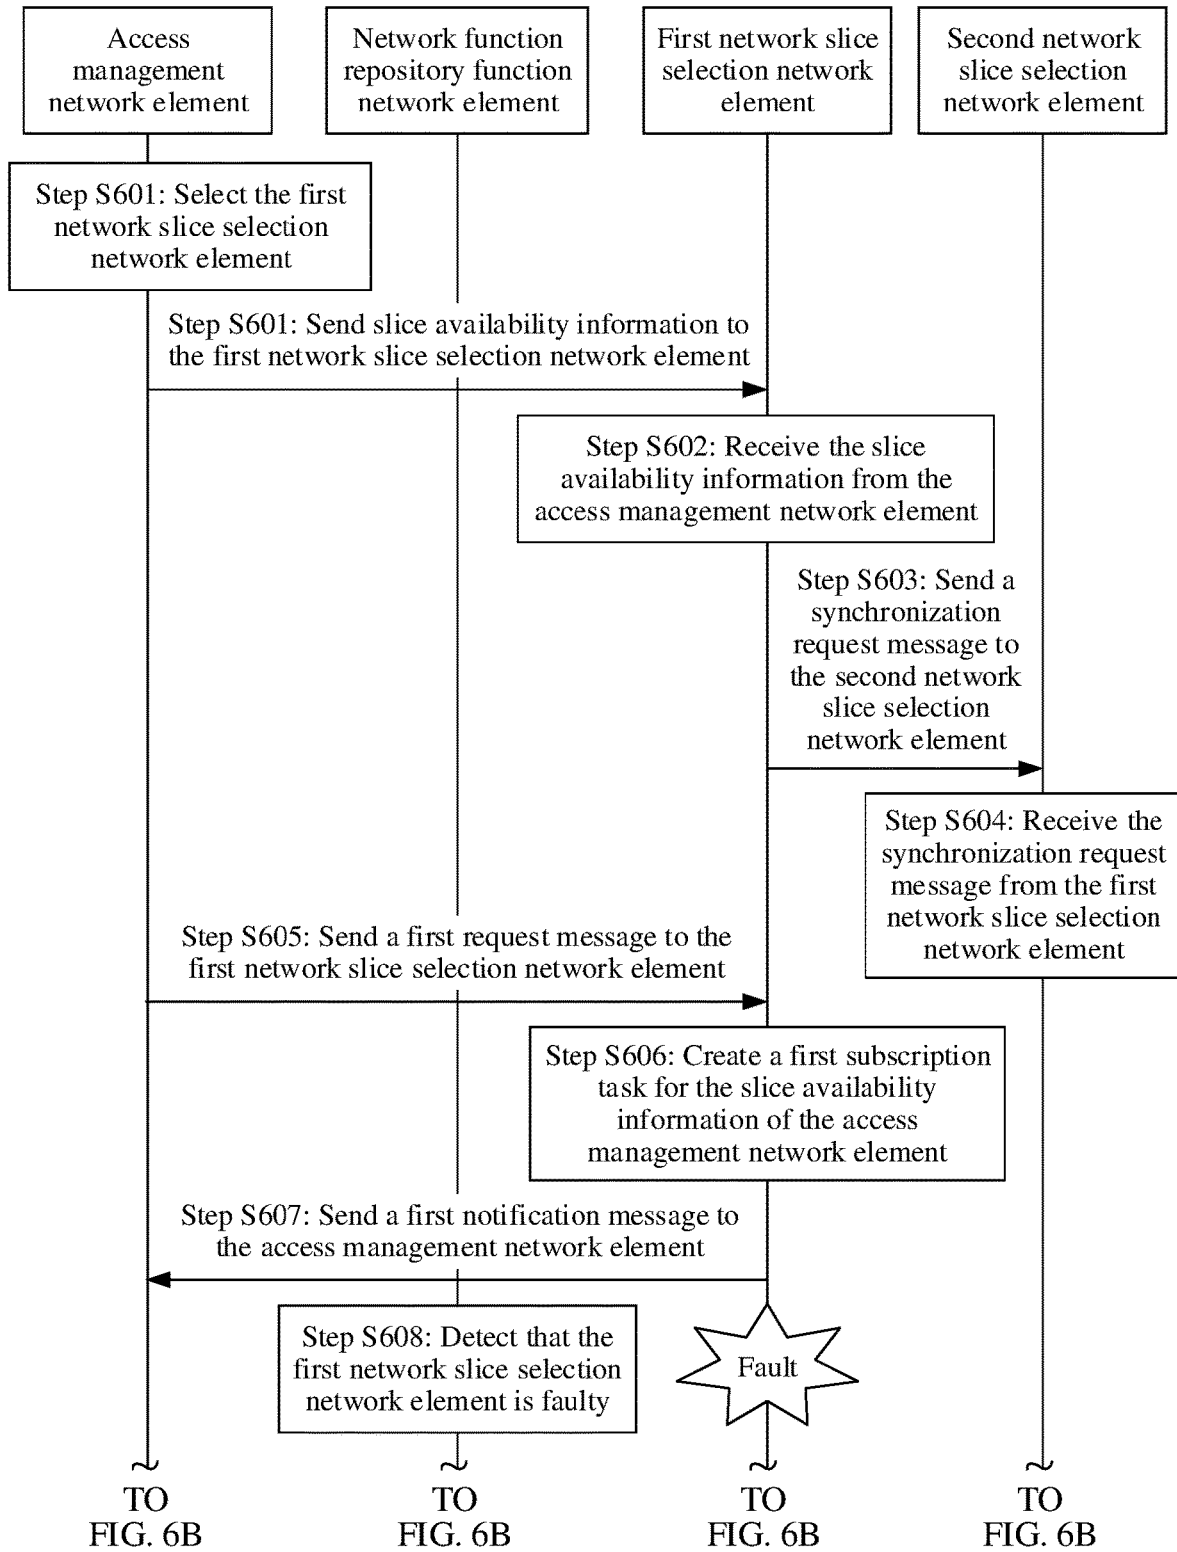 Access
management
network element
Network function
repository function
network element
First network slice
selection network
element
Second network
slice selection
network element
Step S601: Select the first
network slice selection
network element
Step S601: Send slice availability information to
the first network slice selection network element
Step S602: Receive the slice
availability information from the
access management network element
Step S603: Send a
synchronization
request message to
the second network
slice selection
network element
Step S604: Receive the
synchronization request
message from the first
network slice selection
network element
Step S605: Send a first request message to the
first network slice selection network element
Step S606: Create a first subscription
task for the slice availability
information of the access
management network element
Step S607: Send a first notification message to
the access management network element
Step S608: Detect that the
first network slice selection
network element is faulty
Fault
TO
FIG. 6B
TO
FIG. 6B
TO
FIG. 6B
TO
FIG. 6B